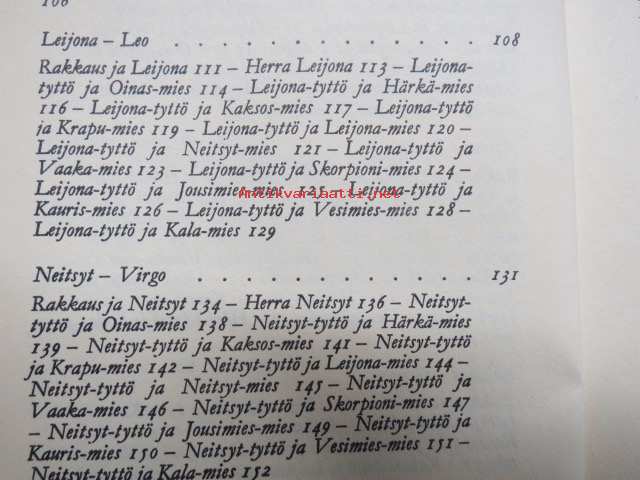 106
Leijona – Leo . . . . . . . . . . . . . 108
Rakkaus ja Leijona 111 – Herra Leijona 113 – Leijona-
tyttö ja Oinas-mies 114 – Leijona-tyttö ja Härkä-mies
116 – Leijona-tyttö ja Kaksos-mies 117 – Leijona-tyttö
ja Krapu-mies 119 – Leijona-tyttö ja Leijona-mies 120 –
Leijona-tyttö ja Neitsyt-mies 121 – Leijona-tyttö ja
Vaaka-mies 123 – Leijona-tyttö ja Skorpioni-mies 124 –
Leijona-tyttö ja Jousimies-mies 125 – Leijona-tyttö ja
Antikvariaatti.net
Kauris-mies 126 – Leijona-tyttö ja Vesimies-mies 128 –
Leijona-tyttö ja Kala-mies 129
Neitsyt – Virgo . . . . . . . . . . . . 131
Rakkaus ja Neitsyt 134 – Herra Neitsyt 136 – Neitsyt-
tyttö ja Oinas-mies 138 – Neitsyt-tyttö ja Härkä-mies
139 – Neitsyt-tyttö ja Kaksos-mies 141 – Neitsyt-tyttö
ja Krapu-mies 142 – Neitsyt-tyttö ja Leijona-mies 144 –
Neitsyt-tyttö ja Neitsyt-mies 145 – Neitsyt-tyttö ja
Vaaka-mies 146 – Neitsyt-tyttö ja Skorpioni-mies 147
– Neitsyt-tyttö ja Jousimies-mies 149 – Neitsyt-tyttö ja
Kauris-mies 150 – Neitsyt-tyttö ja Vesimies-mies 151 –
Neitsyt-tyttö ja Kala-mies 152